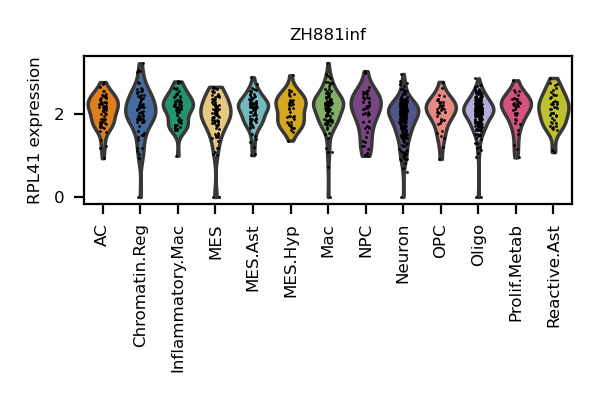 ZH881inf
RPL41 expression
2
0
AC
Chromatin.Reg
Inflammatory.Mac
MES
MES.Ast
MES.Hyp
Mac
NPC
Neuron
OPC
Oligo
Prolif.Metab
Reactive.Ast